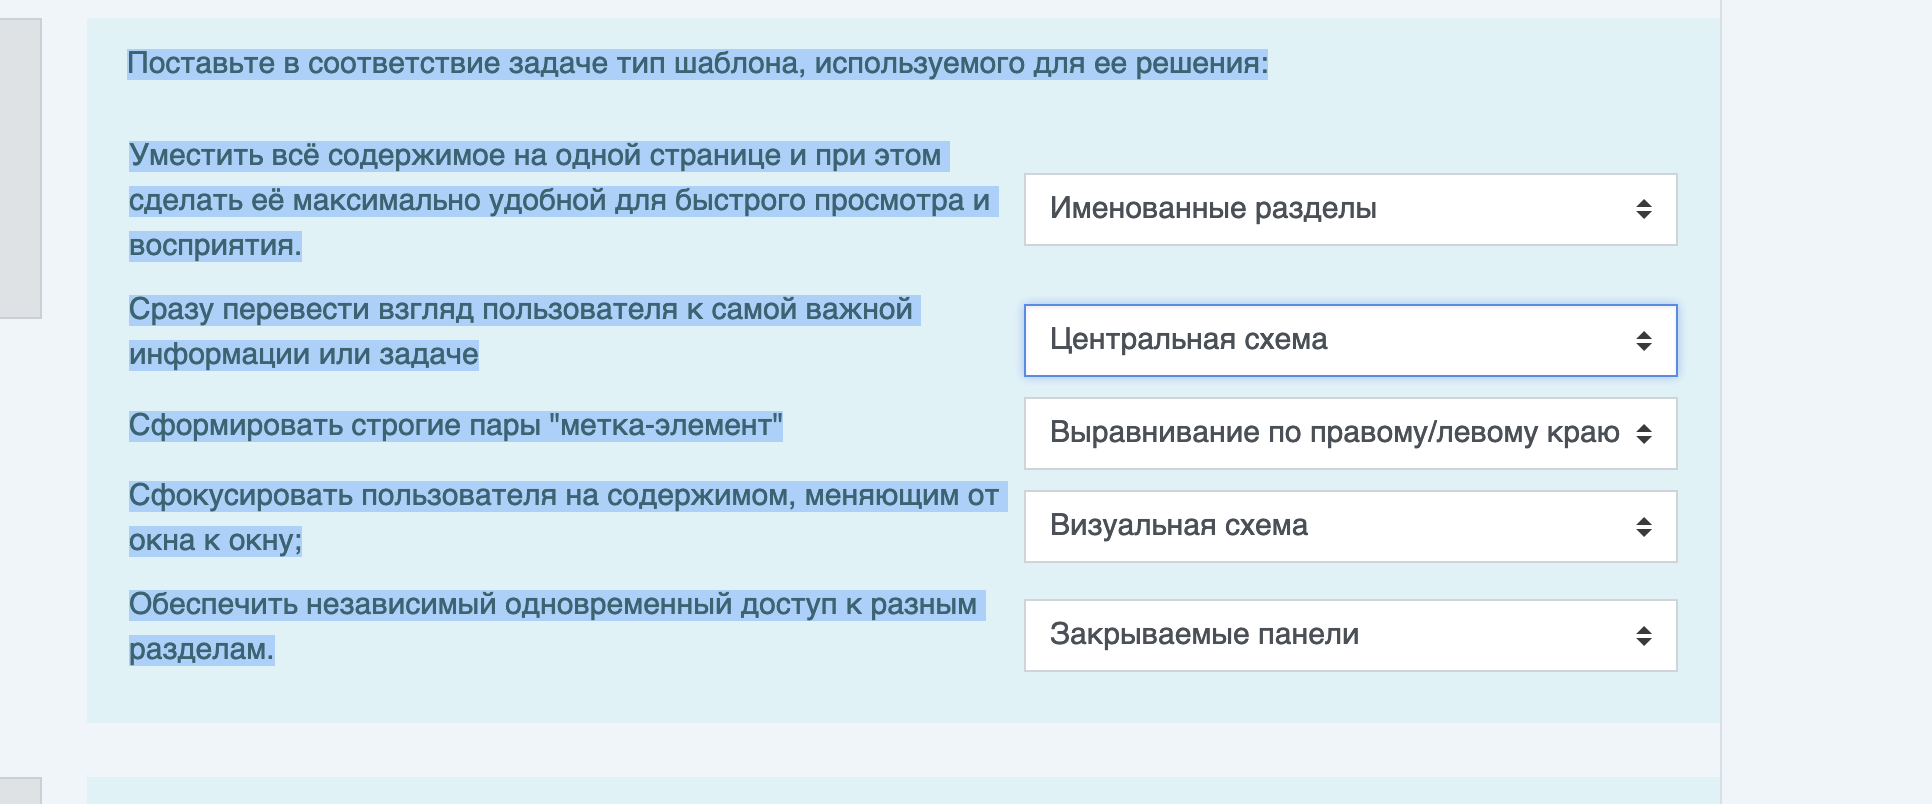 Поставьте в соответствие задаче тип шаблона, используемого для ее решения:
Уместить всё содержимое на одной странице и при этом
сделать её максимально удобной для быстрого просмотра и
восприятия.
Именованные разделы
Сразу перевести взгляд пользователя к самой важной
информации или задаче
Центральная схема
Сформировать строгие пары "метка-элемент"
Выравнивание по правому/левому краю
Сфокусировать пользователя на содержимом, меняющим от
окна к окну;
Визуальная схема
Обеспечить независимый одновременный доступ к разным
разделам.
Закрываемые панели